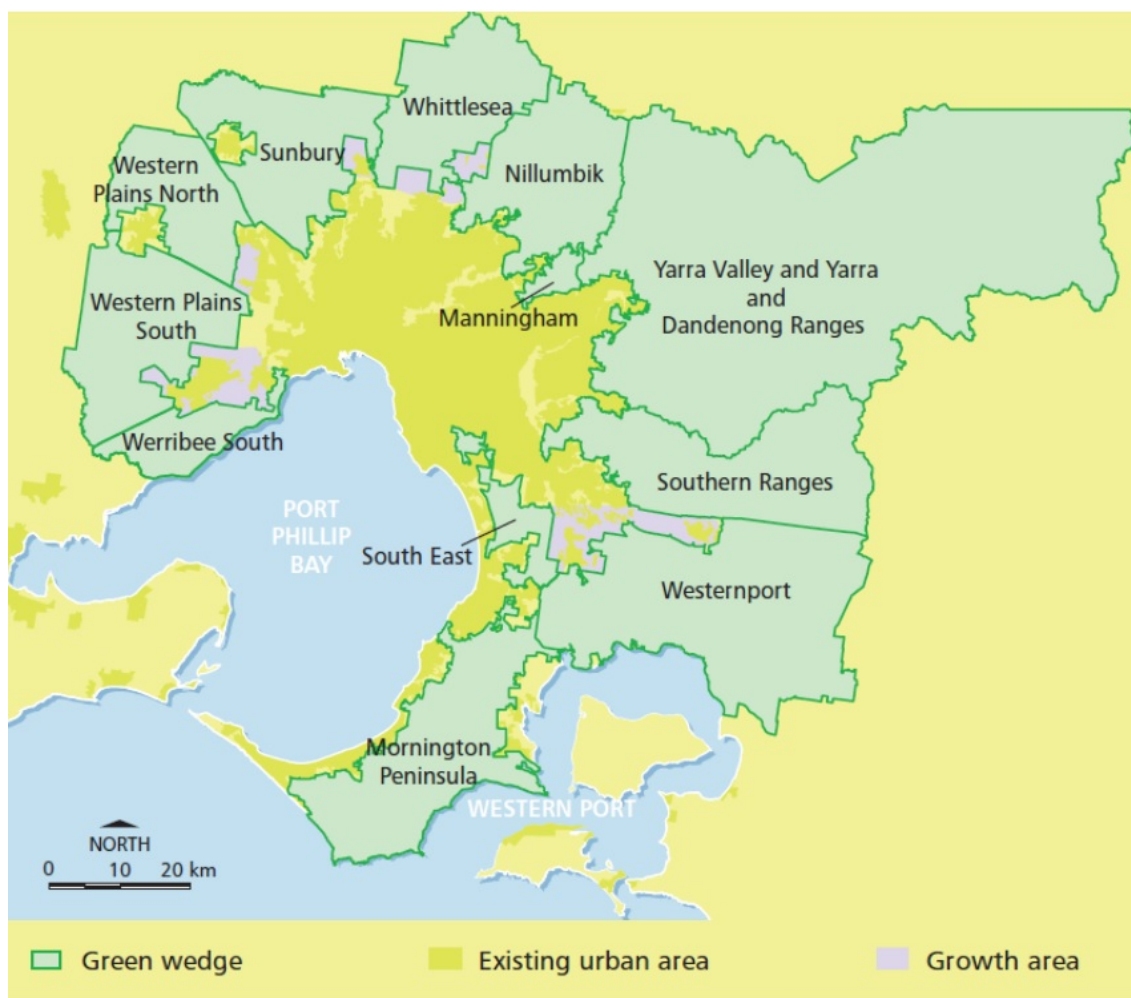 Whittlesea
Sunbury
Western
Plains North
Nillumbik
Yarra Valley and Yarra
and
Dandenong Ranges
Western Plains
South
Manningham
Werribee South
Southern Ranges
PORT
PHILLIP
BAY
South East
Westernport
Mornington
Peninsula
WESTERN PORT
NORTH
0 10 20 km
Green wedge
Existing urban area
Growth area